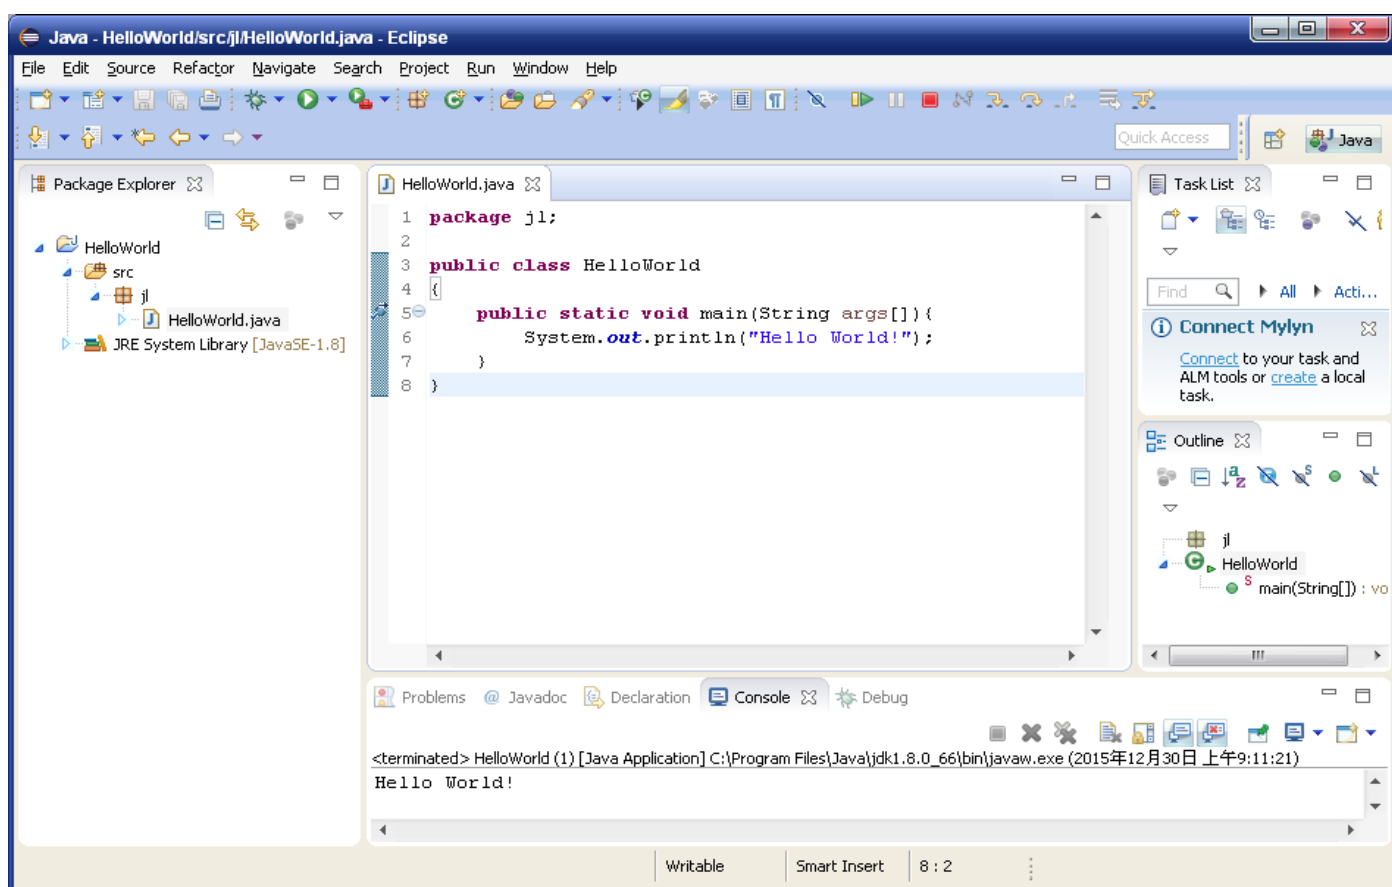 Java - HelloWorld/src/jl/HelloWorld.java - Eclipse
File Edit Source Refactor Navigate Search Project Run Window Help
Quick Access Java
Package Explorer
HelloWorld
src
jl
HelloWorld.java
JRE System Library [JavaSE-1.8]
HelloWorld.java
1 package jl;
2
3 public class HelloWorld
4 {
5 public static void main(String args[]){
6 System.out.println("Hello World!");
7 }
8 }
Task List
Find All Acti...
Connect Mylyn
Connect to your task and
ALM tools or create a local
task.
Outline
jl
HelloWorld
main(String[]) : vo
Problems @ Javadoc Declaration Console Debug
<terminated> HelloWorld (1) [Java Application] C:\Program Files\Java\jdk1.8.0_66\bin\javaw.exe (2015年12月30日 上午9:11:21)
Hello World!
Writable Smart Insert 8 : 2